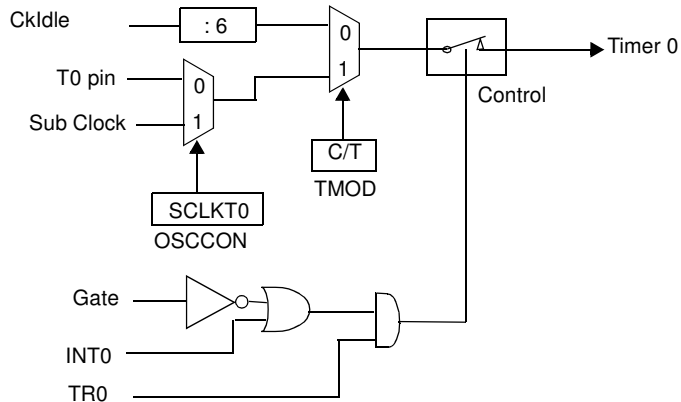 CkIdle
: 6
0
1
Timer 0
T0 pin
0
Sub Clock
1
Control
C/T
TMOD
SCLKT0
OSCCON
Gate
INT0
TR0